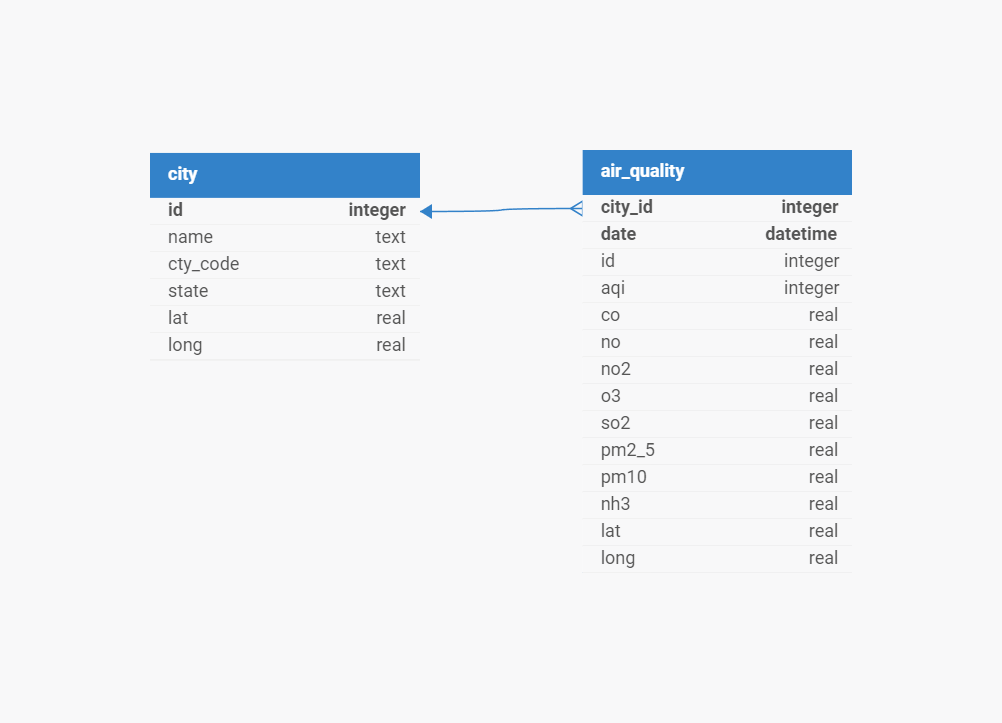 city
id integer
name text
cty_code text
state text
lat real
long real
air_quality
city_id integer
date datetime
id integer
aqi integer
co real
no real
no2 real
o3 real
so2 real
pm2_5 real
pm10 real
nh3 real
lat real
long real